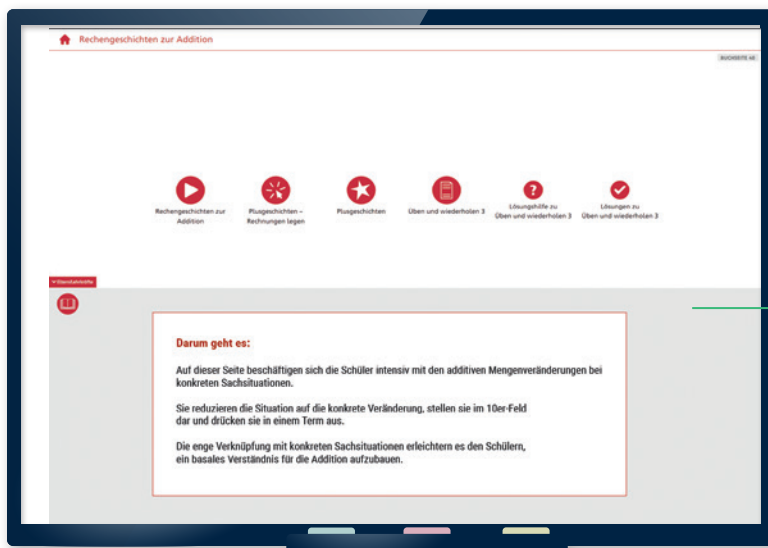 Rechengeschichten zur Addition
BUCHSEITE 40
Rechengeschichten zur
Addition
Plusgeschichten –
Rechnungen legen
Plusgeschichten
Üben und wiederholen 3
Lösungshilfe zu
Üben und wiederholen 3
Lösungen zu
Üben und wiederholen 3
Darum geht es:
Auf dieser Seite beschäftigen sich die Schüler intensiv mit den additiven Mengenveränderungen bei
konkreten Sachsituationen.
Sie reduzieren die Situation auf die konkrete Veränderung, stellen sie im 10er-Feld
dar und drücken sie in einem Term aus.
Die enge Verknüpfung mit konkreten Sachsituationen erleichtern es den Schülern,
ein basales Verständnis für die Addition aufzubauen.